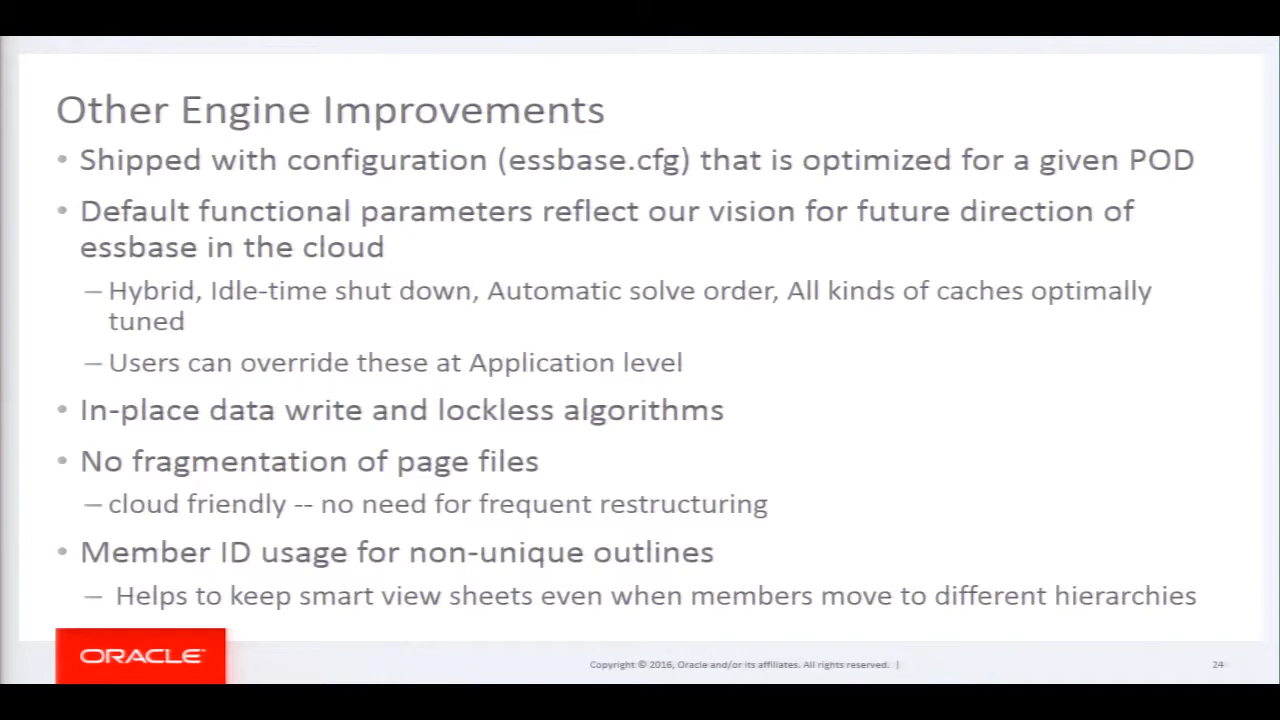 Other Engine Improvements
• Shipped with configuration (essbase.cfg) that is optimized for a given POD
• Default functional parameters reflect our vision for future direction of
essbase in the cloud
– Hybrid, Idle-time shut down, Automatic solve order, All kinds of caches optimally
tuned
– Users can override these at Application level
• In-place data write and lockless algorithms
• No fragmentation of page files
– cloud friendly -- no need for frequent restructuring
• Member ID usage for non-unique outlines
– Helps to keep smart view sheets even when members move to different hierarchies
ORACLE®
Copyright © 2016, Oracle and/or its affiliates. All rights reserved. |
24